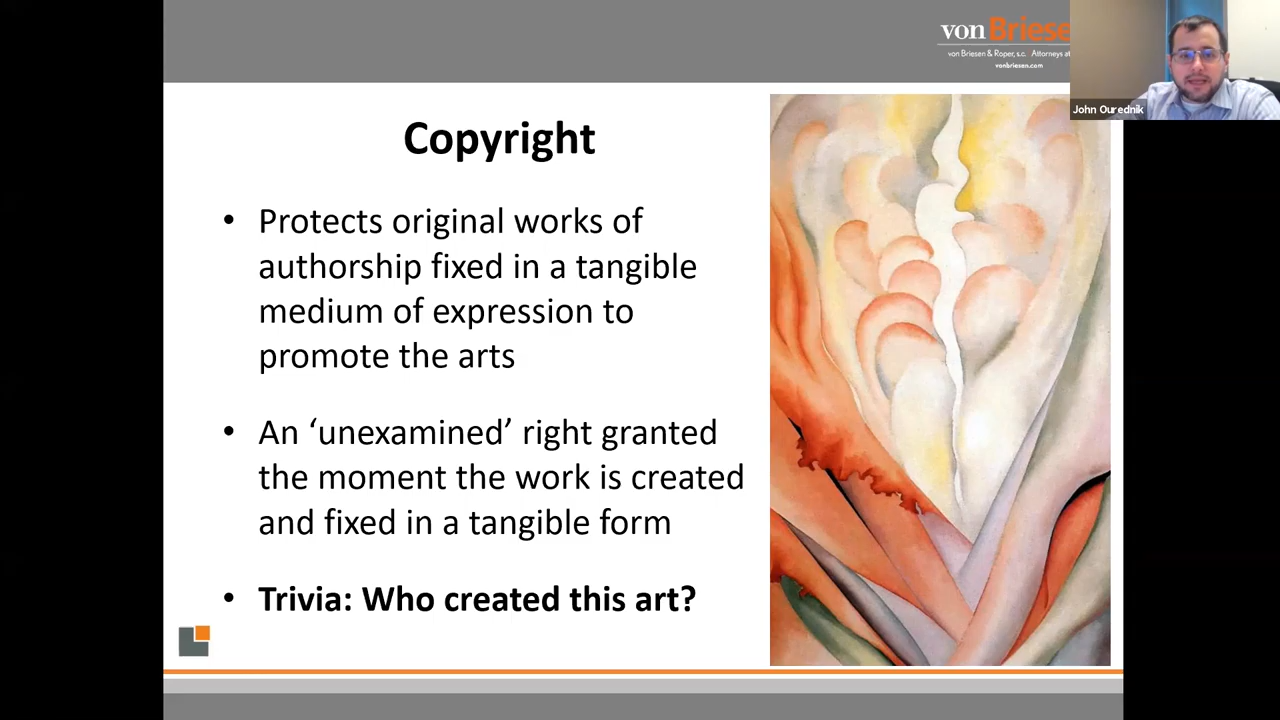 von Briese
von Briesen & Roper, s.c. Attorneys at
vonbriesen.com
John Ourednik
Copyright
• Protects original works of
authorship fixed in a tangible
medium of expression to
promote the arts
• An ‘unexamined’ right granted
the moment the work is created
and fixed in a tangible form
• Trivia: Who created this art?